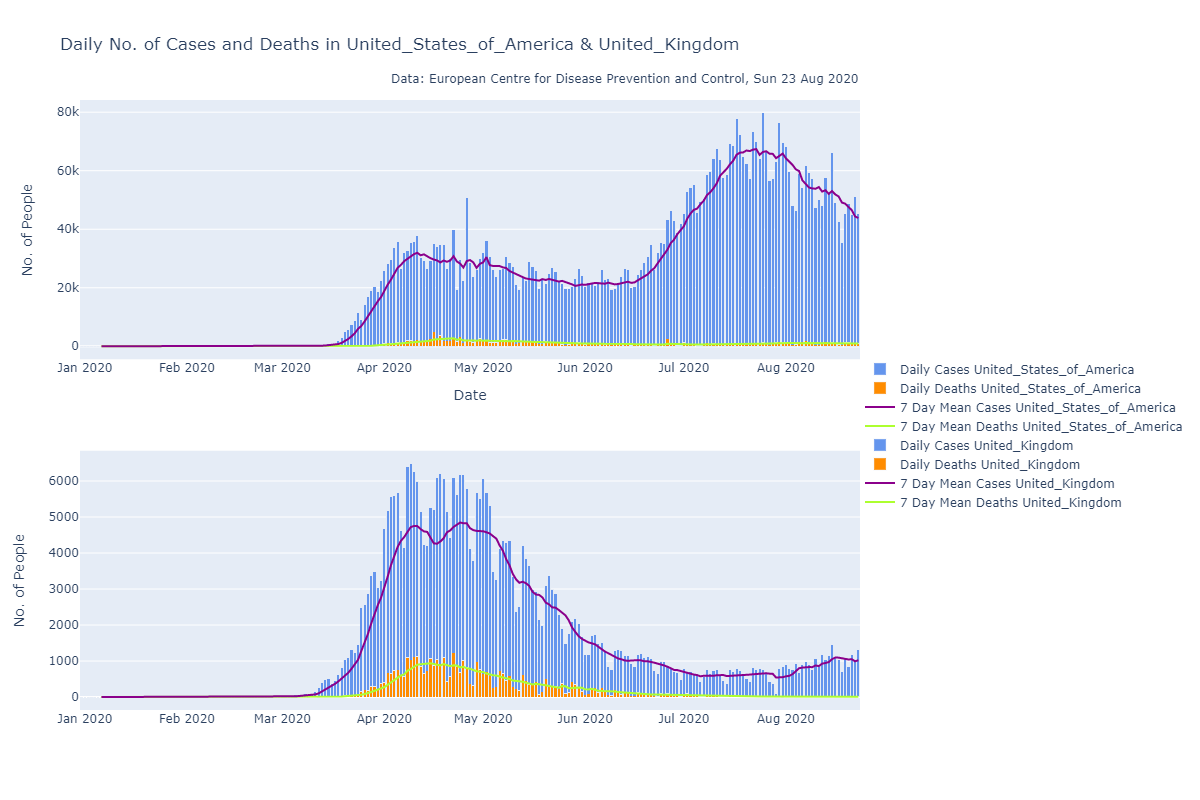 Daily No. of Cases and Deaths in United_States_of_America & United_Kingdom
Data: European Centre for Disease Prevention and Control, Sun 23 Aug 2020
80k
60k
40k
20k
0
No. of People
Jan 2020 Feb 2020 Mar 2020 Apr 2020 May 2020 Jun 2020 Jul 2020 Aug 2020
Date
Daily Cases United_States_of_America
Daily Deaths United_States_of_America
7 Day Mean Cases United_States_of_America
7 Day Mean Deaths United_States_of_America
Daily Cases United_Kingdom
Daily Deaths United_Kingdom
7 Day Mean Cases United_Kingdom
7 Day Mean Deaths United_Kingdom
6000
5000
4000
3000
2000
1000
0
No. of People
Jan 2020 Feb 2020 Mar 2020 Apr 2020 May 2020 Jun 2020 Jul 2020 Aug 2020